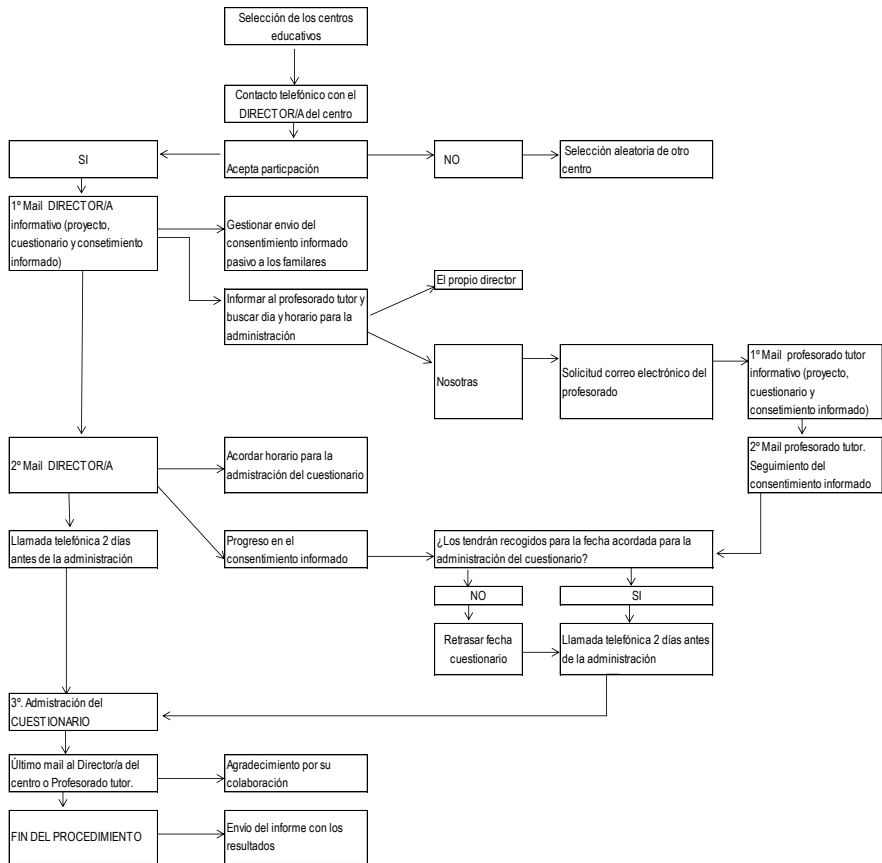 Selección de los centros
educativos
Contacto telefónico con el
DIRECTOR/A del centro
SI
Acepta particpación
NO
Selección aleatoria de otro
centro
1º Mail DIRECTOR/A
informativo (proyecto,
cuestionario y consetimiento
informado)
Gestionar envio del
consentimiento informado
pasivo a los familares
Informar al profesorado tutor y
buscar dia y horario para la
administración
El propio director
Nosotras
Solicitud correo electrónico del
profesorado
1º Mail profesorado tutor
informativo (proyecto,
cuestionario y
consetimiento informado)
2º Mail DIRECTOR/A
Acordar horario para la
admistración del cuestionario
2º Mail profesorado tutor.
Seguimiento del
consentimiento informado
Llamada telefónica 2 días
antes de la administración
Progreso en el
consentimiento informado
¿Los tendrán recogidos para la fecha acordada para la
administración del cuestionario?
NO
SI
Retrasar fecha
cuestionario
Llamada telefónica 2 días antes
de la administración
3º. Admistración del
CUESTIONARIO
Último mail al Director/a del
centro o Profesorado tutor.
Agradecimiento por su
colaboración
FIN DEL PROCEDIMIENTO
Envío del informe con los
resultados